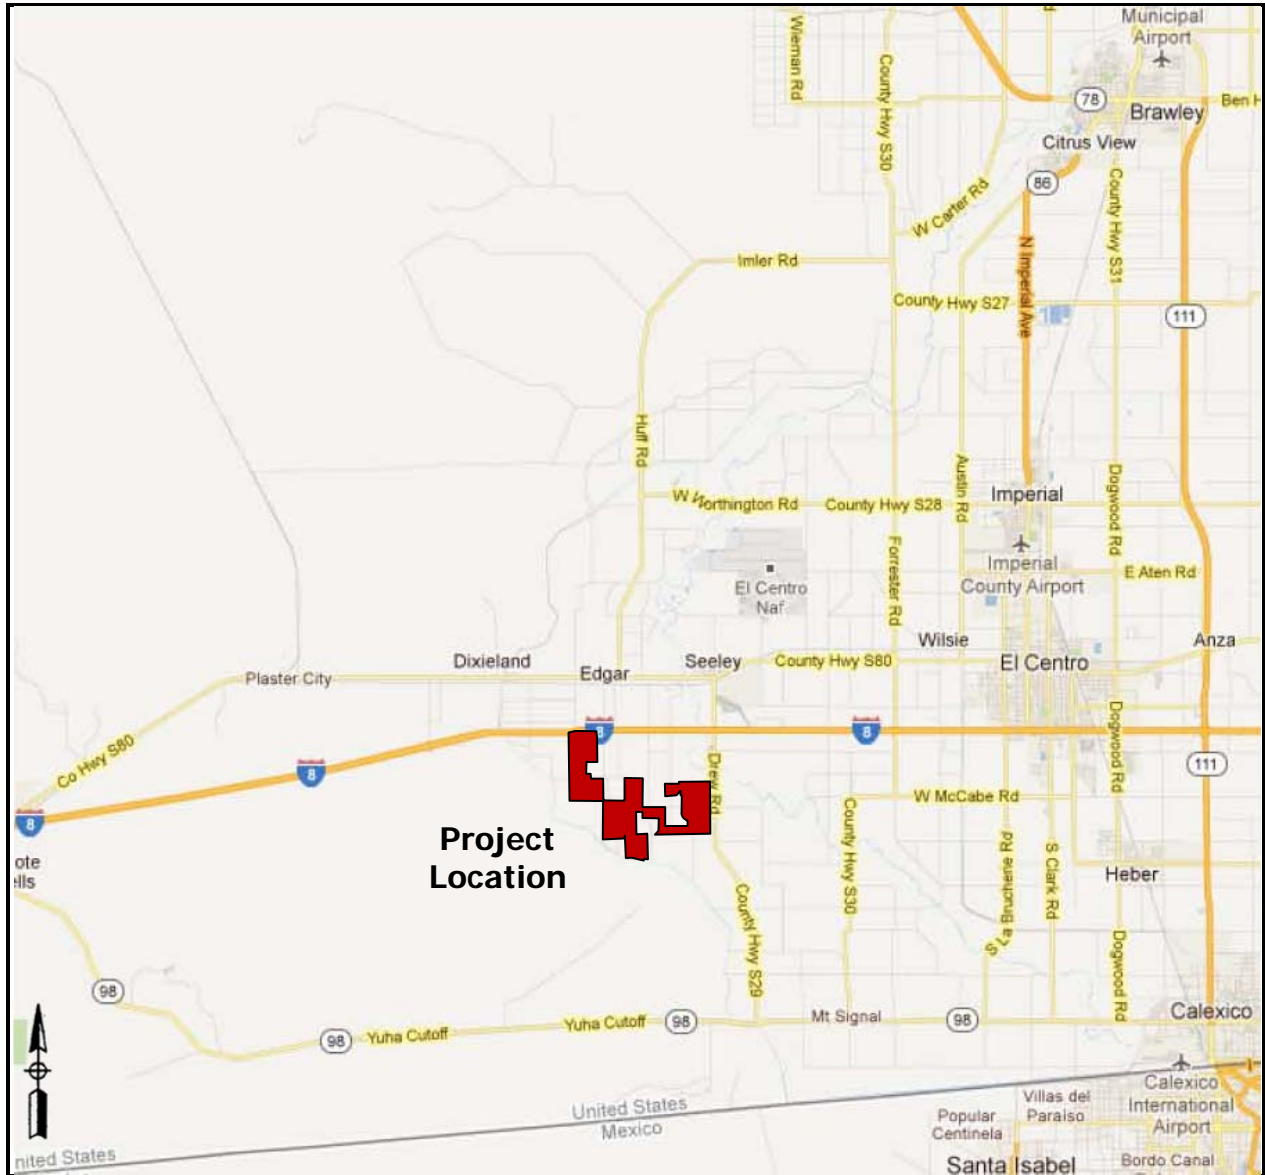 Municipal
Airport
Wieman Rd
County Hwy S30
78
Ben H
Brawley
Citrus View
86
County Hwy S31
W Carter Rd
N Imperial Ave
Imler Rd
County Hwy S27
111
Huff Rd
Austin Rd
Dogwood Rd
W Worthington Rd
County Hwy S28
Imperial
Forrester Rd
Imperial
County Airport
E Aten Rd
El Centro
Naf
Wilsie
Anza
Dixieland
Edgar
Seeley
County Hwy S80
El Centro
Plaster City
Co Hwy S80
8
8
8
8
Drew Rd
Dogwood Rd
111
W McCabe Rd
Project
Location
County Hwy S30
S La Brucherie Rd
S Clark Rd
Heber
ote
ells
County Hwy S29
Dogwood Rd
98
98
Yuha Cutoff
Yuha Cutoff
98
Mt Signal
98
Calexico
Calexico
International
Airport
Villas del
Paraiso
Popular
Centinela
United States
Mexico
nited States
Santa Isabel
Bordo Canal